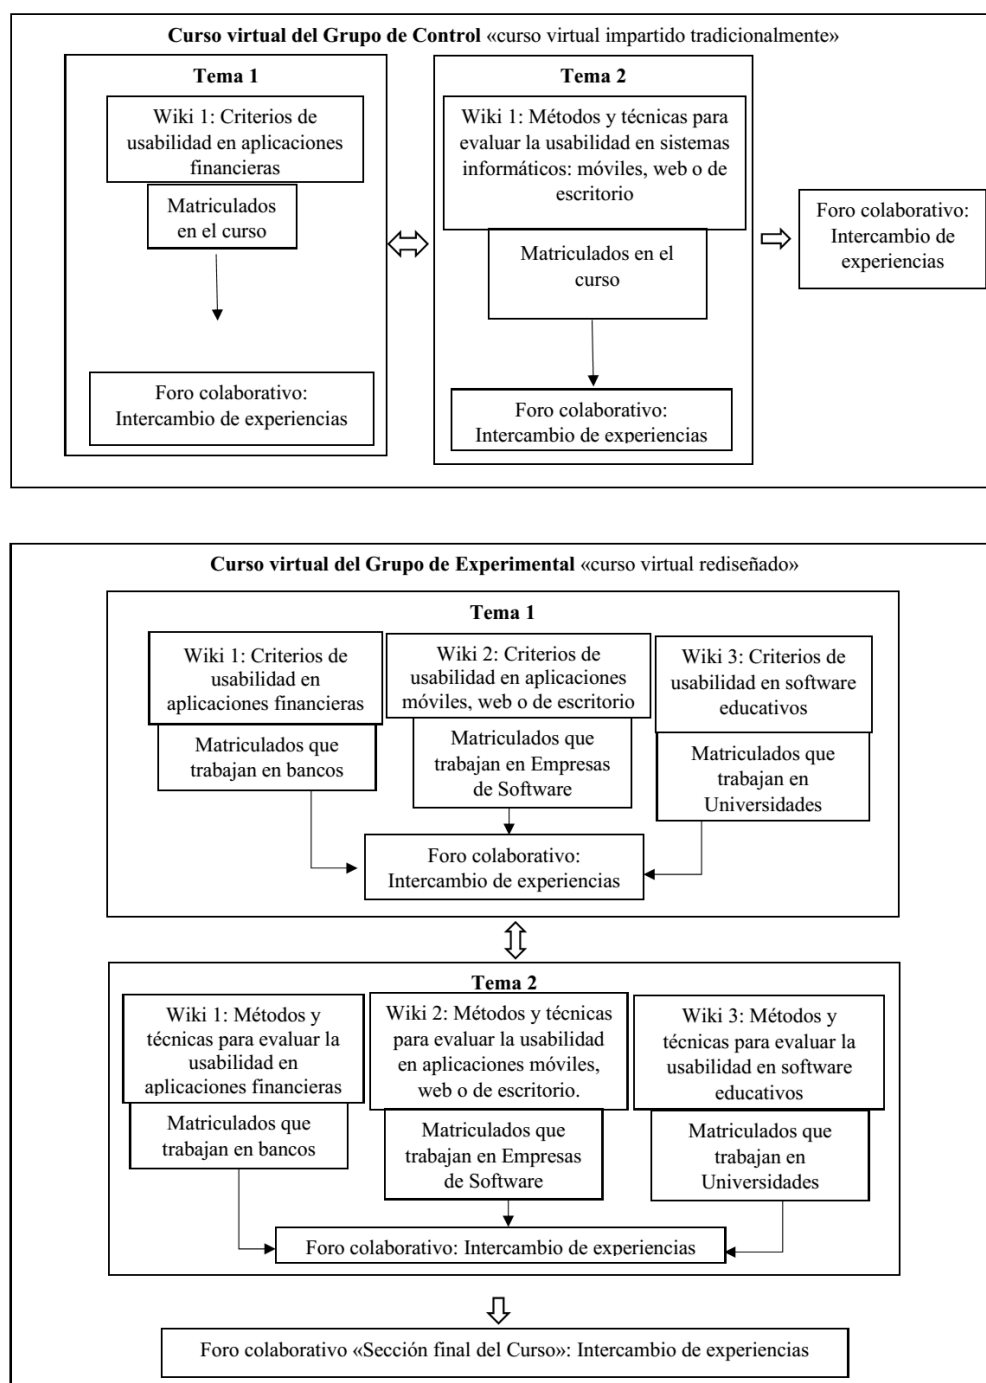 Curso virtual del Grupo de Control «curso virtual impartido tradicionalmente»
Tema 1
Wiki 1: Criterios de
usabilidad en aplicaciones
financieras
Matriculados
en el curso
Foro colaborativo:
Intercambio de experiencias
Tema 2
Wiki 1: Métodos y técnicas para
evaluar la usabilidad en sistemas
informáticos: móviles, web o de
escritorio
Matriculados en el
curso
Foro colaborativo:
Intercambio de experiencias
Foro colaborativo:
Intercambio de
experiencias
Curso virtual del Grupo de Experimental «curso virtual rediseñado»
Tema 1
Wiki 1: Criterios de
usabilidad en
aplicaciones financieras
Matriculados que
trabajan en bancos
Wiki 2: Criterios de
usabilidad en aplicaciones
móviles, web o de escritorio
Matriculados que
trabajan en Empresas
de Software
Wiki 3: Criterios de
usabilidad en software
educativos
Matriculados que
trabajan en
Universidades
Foro colaborativo:
Intercambio de experiencias
Tema 2
Wiki 1: Métodos y
técnicas para evaluar la
usabilidad en
aplicaciones financieras
Matriculados que
trabajan en bancos
Wiki 2: Métodos y técnicas
para evaluar la usabilidad
en aplicaciones móviles,
web o de escritorio.
Matriculados que
trabajan en Empresas
de Software
Wiki 3: Métodos y
técnicas para evaluar la
usabilidad en software
educativos
Matriculados que
trabajan en
Universidades
Foro colaborativo: Intercambio de experiencias
Foro colaborativo «Sección final del Curso»: Intercambio de experiencias